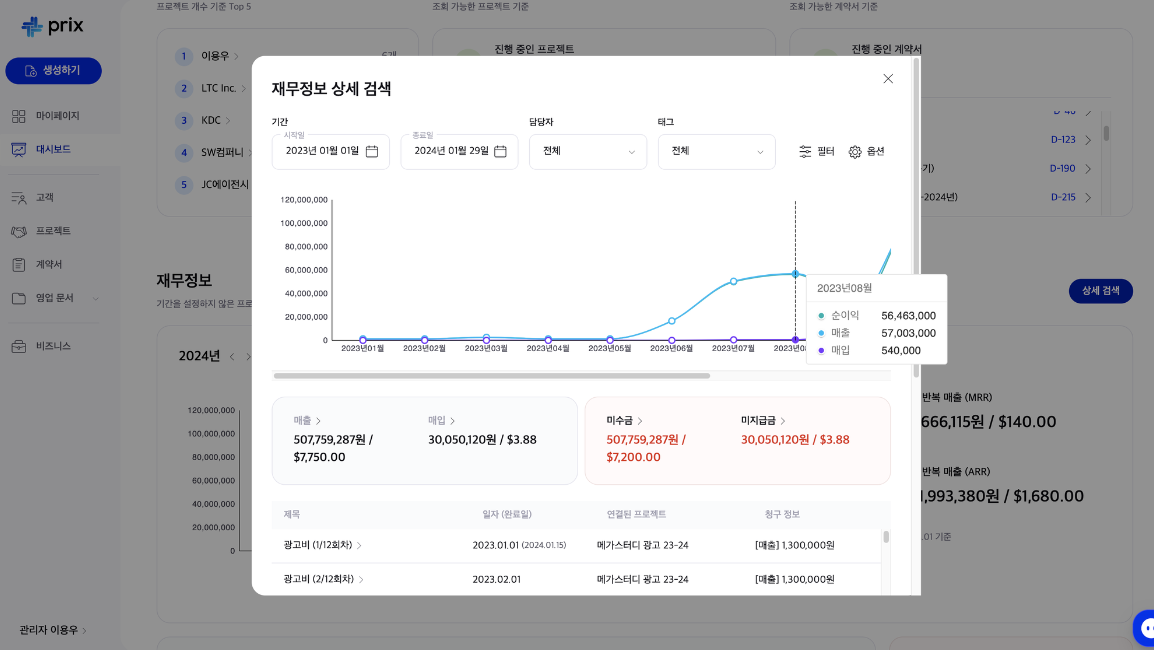 프로젝트 개수 기준 Top 5
조회 가능한 프로젝트 기준
조회 가능한 계약서 기준
prix
생성하기
마이페이지
대시보드
고객
프로젝트
계약서
영업 문서
비즈니스
관리자 이용우
1 이용우
2 LTC Inc.
3 KDC
4 SW컴퍼니
5 JC에이전시
진행 중인 프로젝트
진행 중인 계약서
D-123
D-190
-2024년)
D-215
재무정보
기간을 설정하지 않은
상세 검색
2024년
120,000,000
100,000,000
80,000,000
60,000,000
40,000,000
20,000,000
0
반복 매출 (MRR)
666,115원 / $140.00
반복 매출 (ARR)
,993,380원 / $1,680.00
.01 기준
재무정보 상세 검색
기간
담당자
태그
시작일
2023년 01월 01일
종료일
2024년 01월 29일
전체
전체
필터
옵션
120,000,000
100,000,000
80,000,000
60,000,000
40,000,000
20,000,000
0
2023년01월
2023년02월
2023년03월
2023년04월
2023년05월
2023년06월
2023년07월
2023년08월
순이익 56,463,000
매출 57,003,000
매입 540,000
매출
507,759,287원 /
$7,750.00
매입
30,050,120원 / $3.88
미수금
507,759,287원 /
$7,200.00
미지급금
30,050,120원 / $3.88
제목 일자 (완료일) 연결된 프로젝트 청구 정보
광고비 (1/12회차) 2023.01.01 (2024.01.15) 메가스터디 광고 23-24 [매출] 1,300,000원
광고비 (2/12회차) 2023.02.01 메가스터디 광고 23-24 [매출] 1,300,000원